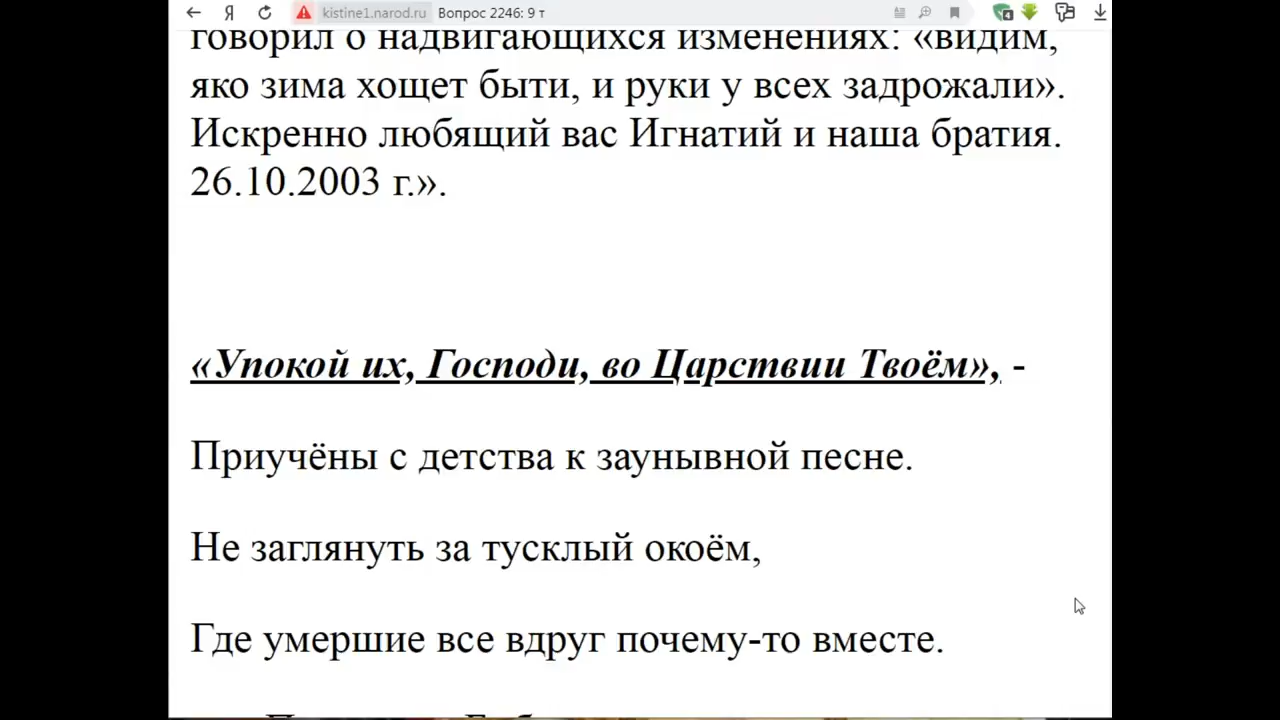 kistine1.narod.ru Вопрос 2246: 9 т
говорил о надвигающихся изменениях: «видим,
яко зима хощет быти, и руки у всех задрожали».
Искренно любящий вас Игнатий и наша братия.
26.10.2003 г.».
«Упокой их, Господи, во Царствии Твоём», -
Приучёны с детства к заунывной песне.
Не заглянуть за тусклый окоём,
Где умершие все вдруг почему-то вместе.